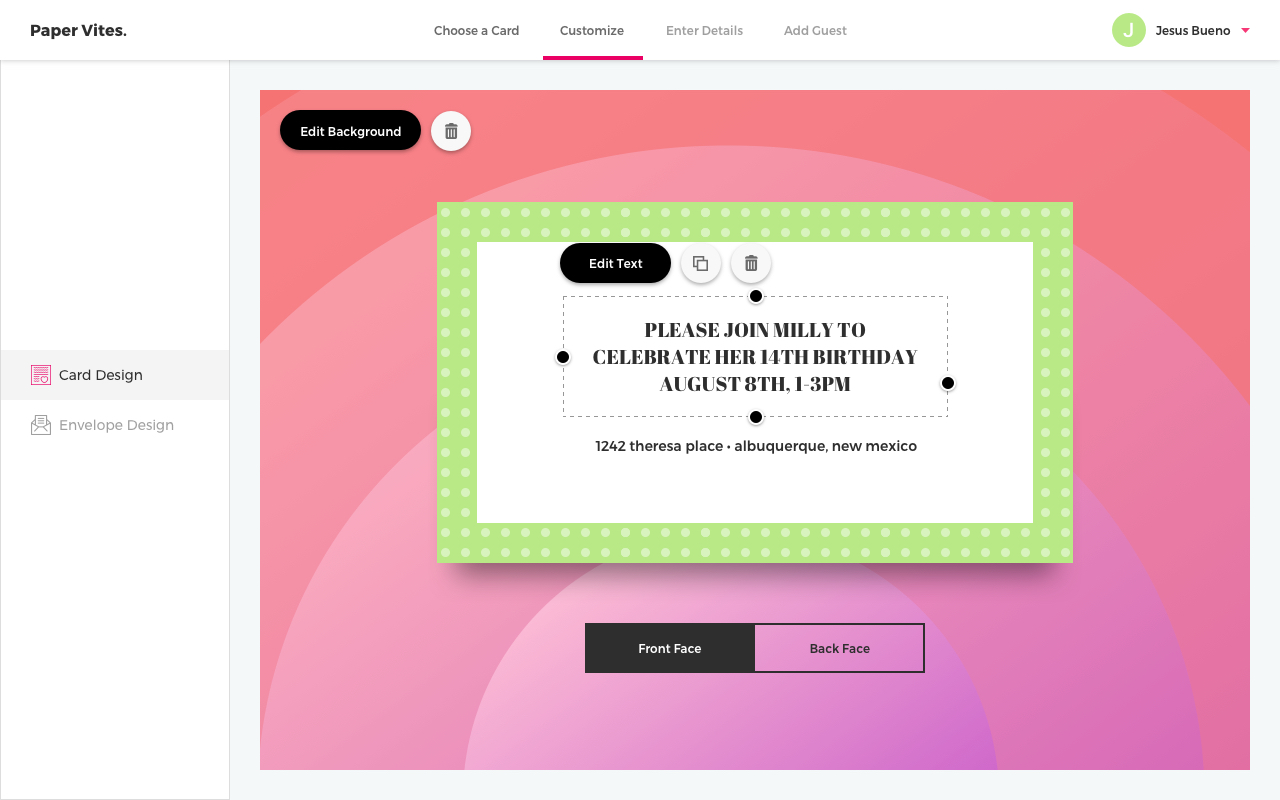 Paper Vites.
Choose a Card
Customize
Enter Details
Add Guest
J
Jesus Bueno
Edit Background
Edit Text
PLEASE JOIN MILLY TO
CELEBRATE HER 14TH BIRTHDAY
AUGUST 8TH, 1-3PM
1242 theresa place • albuquerque, new mexico
Card Design
Envelope Design
Front Face
Back Face